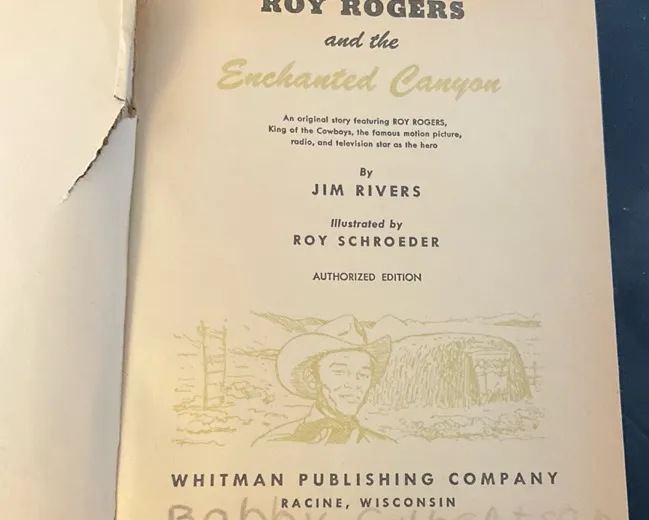 ROY ROGERS
and the
Enchanted Canyon
An original story featuring ROY ROGERS,
King of the Cowboys, the famous motion picture,
radio, and television star as the hero
By
JIM RIVERS
Illustrated by
ROY SCHROEDER
AUTHORIZED EDITION
WHITMAN PUBLISHING COMPANY
RACINE, WISCONSIN
Bobby